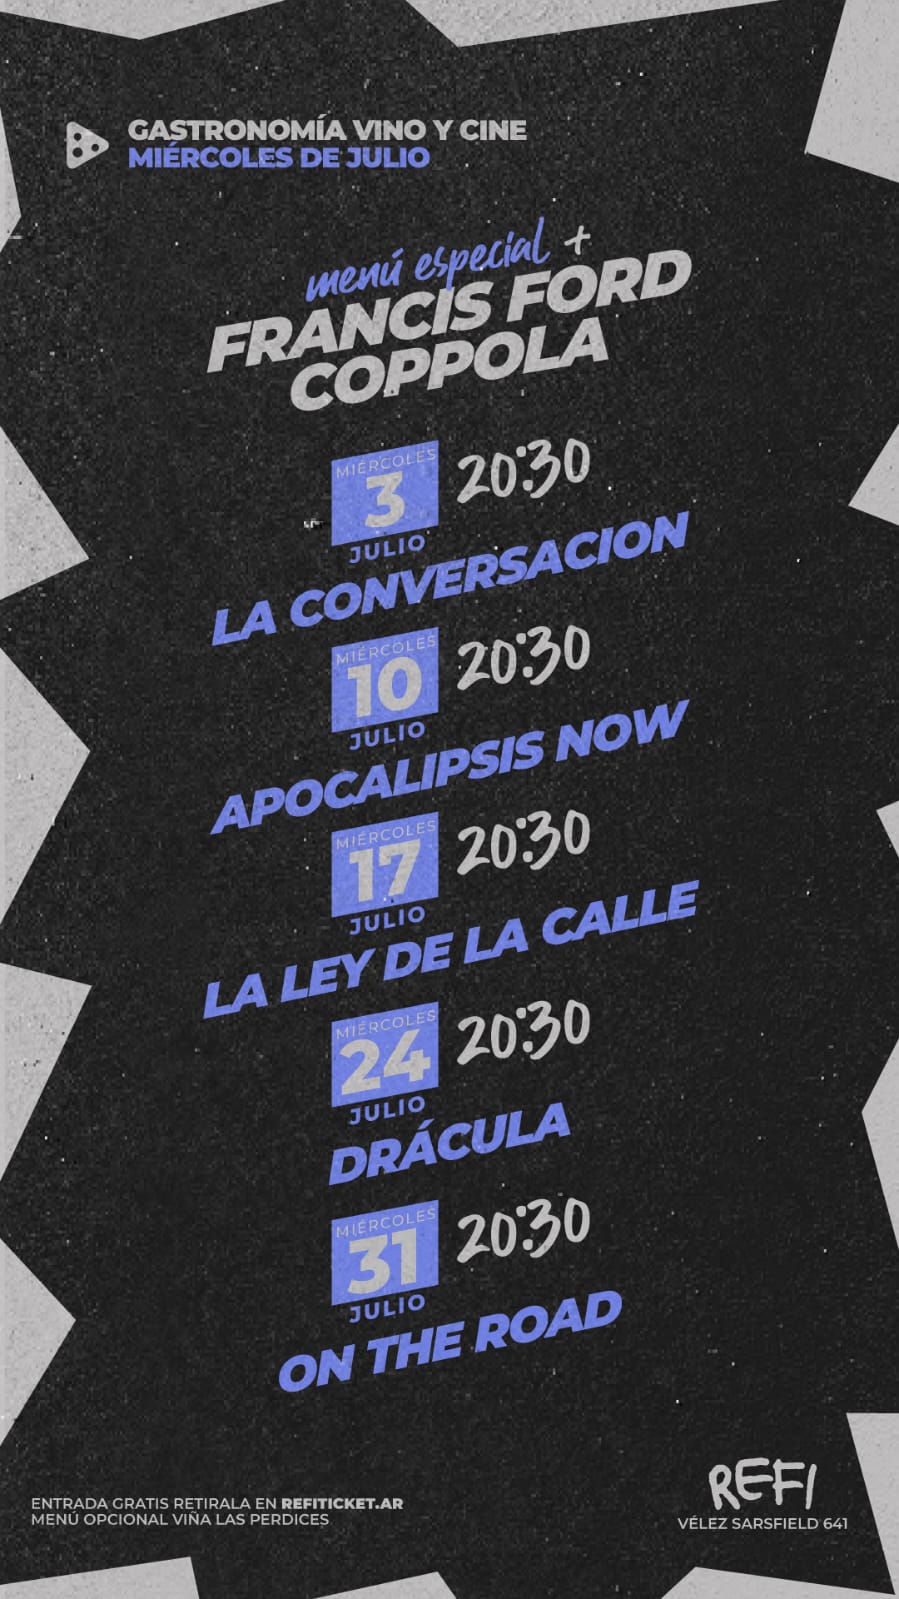 GASTRONOMÍA VINO Y CINE
MIÉRCOLES DE JULIO
menú especial +
FRANCIS FORD
COPPOLA
MIÉRCOLES
3
JULIO
20:30
LA CONVERSACION
MIÉRCOLES
10
JULIO
20:30
APOCALIPSIS NOW
MIÉRCOLES
17
JULIO
20:30
LA LEY DE LA CALLE
MIÉRCOLES
24
JULIO
20:30
DRÁCULA
MIÉRCOLES
31
JULIO
20:30
ON THE ROAD
ENTRADA GRATIS RETIRALA EN REFITICKET.AR
MENÚ OPCIONAL VIÑA LAS PERDICES
REFI
VÉLEZ SARSFIELD 641